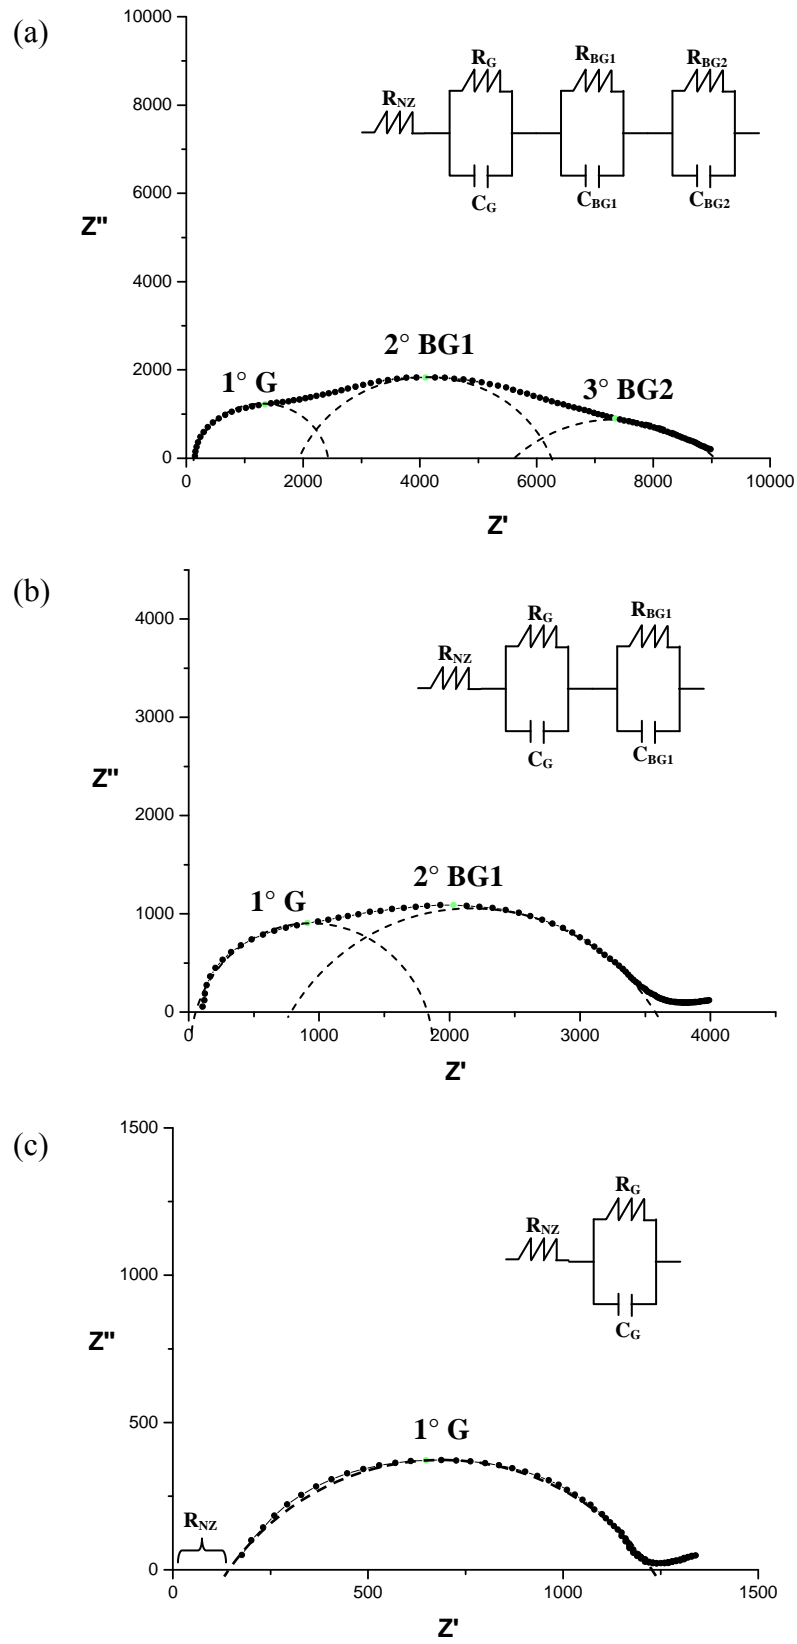 (a)
10000
8000
6000
4000
2000
0
Z''
R_NZ
R_G
C_G
R_BG1
C_BG1
R_BG2
C_BG2
1° G
2° BG1
3° BG2
0 2000 4000 6000 8000 10000
Z'
(b)
4000
3000
2000
1000
0
Z''
R_NZ
R_G
C_G
R_BG1
C_BG1
1° G
2° BG1
0 1000 2000 3000 4000
Z'
(c)
1500
1000
500
0
Z''
R_NZ
R_G
C_G
1° G
R_NZ
0 500 1000 1500
Z'